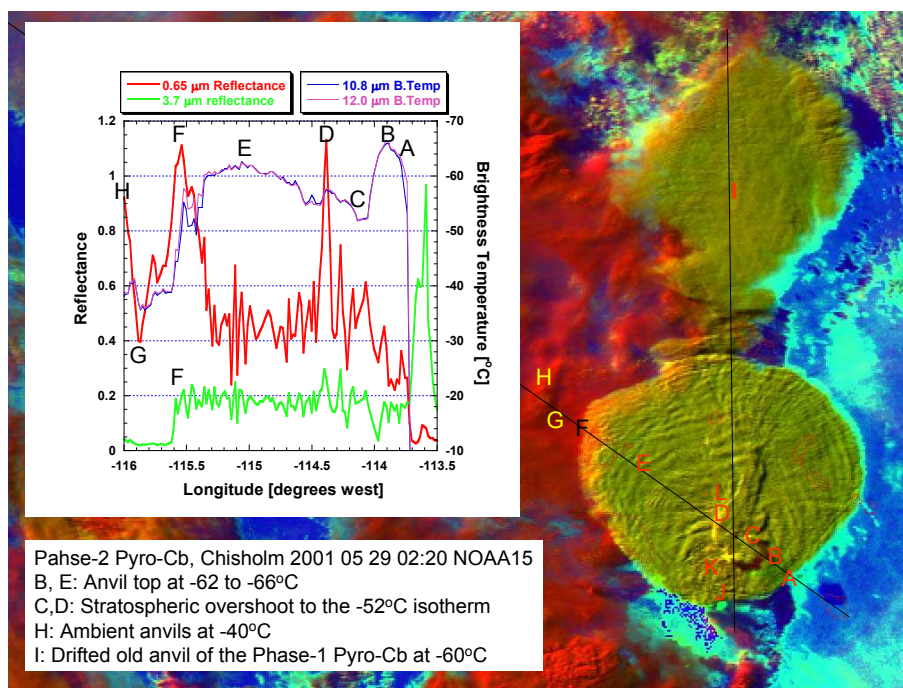 0.65 μm Reflectance
3.7 μm reflectance
10.8 μm B.Temp
12.0 μm B.Temp
1.2
1
0.8
0.6
0.4
0.2
0
Reflectance
-70
-60
-50
-40
-30
-20
-10
Brightness Temperature [°C]
H
F
E
D
C
B
A
G
F
-116
-115.5
-115
-114.5
-114
-113.5
Longitude [degrees west]
I
H
G
F
E
L
D
C
B
K
A
J
Pahse-2 Pyro-Cb, Chisholm 2001 05 29 02:20 NOAA15
B, E: Anvil top at -62 to -66°C
C,D: Stratospheric overshoot to the -52°C isotherm
H: Ambient anvils at -40°C
I: Drifted old anvil of the Phase-1 Pyro-Cb at -60°C